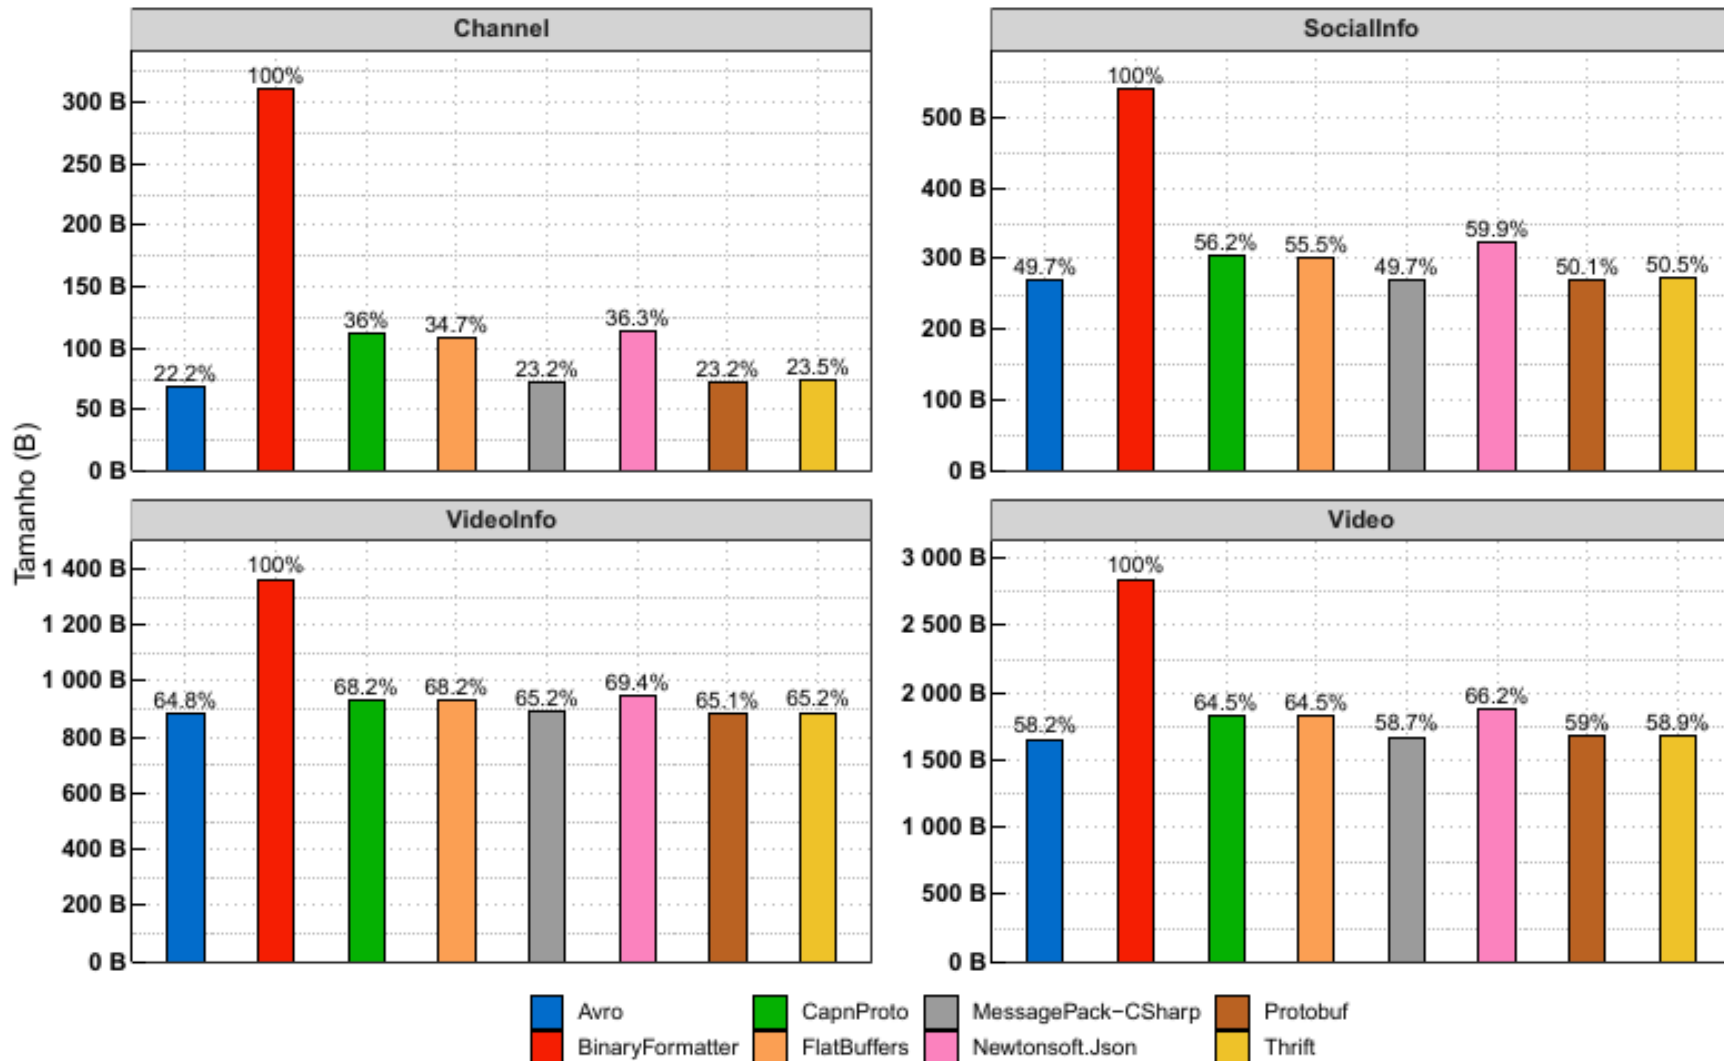 Channel
SocialInfo
Tamanho (B)
300 B
250 B
200 B
150 B
100 B
50 B
0 B
22.2%
100%
36%
34.7%
23.2%
36.3%
23.2%
23.5%
500 B
400 B
300 B
200 B
100 B
0 B
49.7%
100%
56.2%
55.5%
49.7%
59.9%
50.1%
50.5%
VideoInfo
Video
1 400 B
1 200 B
1 000 B
800 B
600 B
400 B
200 B
0 B
64.8%
100%
68.2%
68.2%
65.2%
69.4%
65.1%
65.2%
3 000 B
2 500 B
2 000 B
1 500 B
1 000 B
500 B
0 B
58.2%
100%
64.5%
64.5%
58.7%
66.2%
59%
58.9%
Avro CapnProto MessagePack−CSharp Protobuf
BinaryFormatter FlatBuffers Newtonsoft.Json Thrift